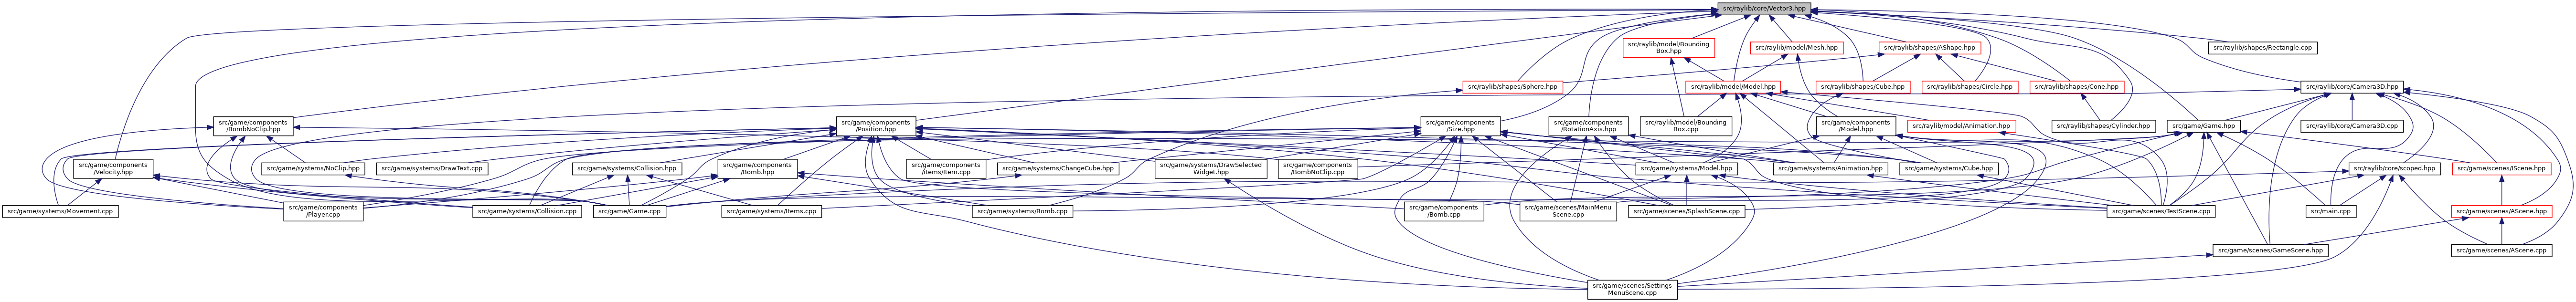 src/raylib/core/Vector3.hpp
src/raylib/model/Bounding
Box.hpp
src/raylib/model/Mesh.hpp
src/raylib/shapes/AShape.hpp
src/raylib/shapes/Rectangle.cpp
src/raylib/shapes/Sphere.hpp
src/raylib/model/Model.hpp
src/raylib/shapes/Cube.hpp
src/raylib/shapes/Circle.hpp
src/raylib/shapes/Cone.hpp
src/raylib/core/Camera3D.hpp
src/game/components
/BombNoClip.hpp
src/game/components
/Position.hpp
src/game/components
/Size.hpp
src/game/components
/RotationAxis.hpp
src/raylib/model/Bounding
Box.cpp
src/game/components
/Model.hpp
src/raylib/model/Animation.hpp
src/raylib/shapes/Cylinder.hpp
src/game/Game.hpp
src/raylib/core/Camera3D.cpp
src/game/components
/Velocity.hpp
src/game/systems/NoClip.hpp
src/game/systems/DrawText.cpp
src/game/systems/Collision.hpp
src/game/components
/Bomb.hpp
src/game/components
/items/Item.cpp
src/game/systems/ChangeCube.hpp
src/game/systems/DrawSelected
Widget.hpp
src/game/components
/BombNoClip.cpp
src/game/systems/Model.hpp
src/game/systems/Animation.hpp
src/game/systems/Cube.hpp
src/raylib/core/scoped.hpp
src/game/scenes/IScene.hpp
src/game/systems/Movement.cpp
src/game/components
/Player.cpp
src/game/systems/Collision.cpp
src/game/Game.cpp
src/game/systems/Items.cpp
src/game/systems/Bomb.cpp
src/game/components
/Bomb.cpp
src/game/scenes/MainMenu
Scene.cpp
src/game/scenes/SplashScene.cpp
src/game/scenes/TestScene.cpp
src/main.cpp
src/game/scenes/AScene.hpp
src/game/scenes/GameScene.hpp
src/game/scenes/AScene.cpp
src/game/scenes/Settings
MenuScene.cpp